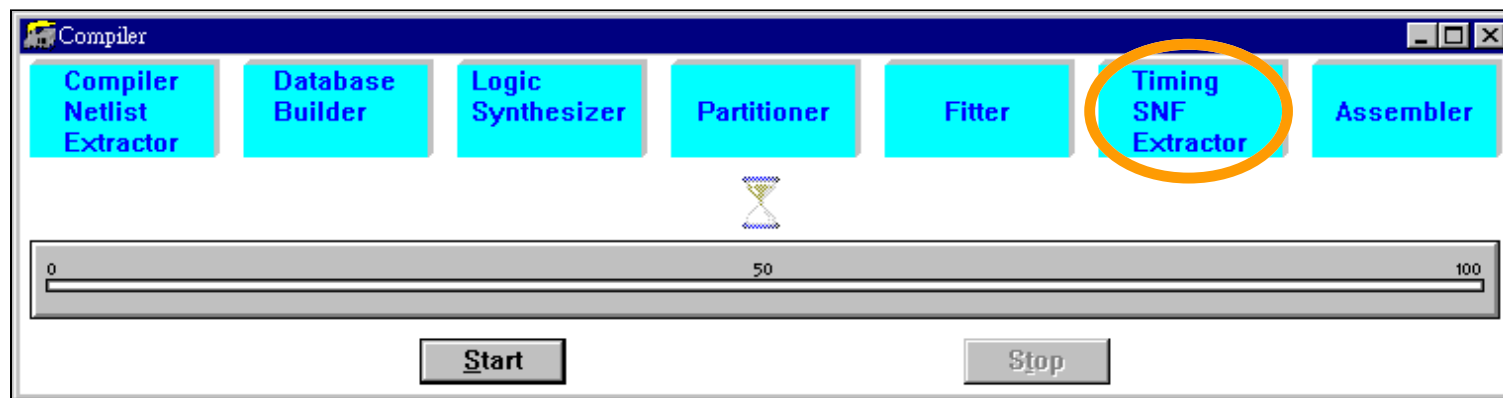 Compiler
Compiler
Netlist
Extractor
Database
Builder
Logic
Synthesizer
Partitioner
Fitter
Timing
SNF
Extractor
Assembler
0 50 100
Start Stop